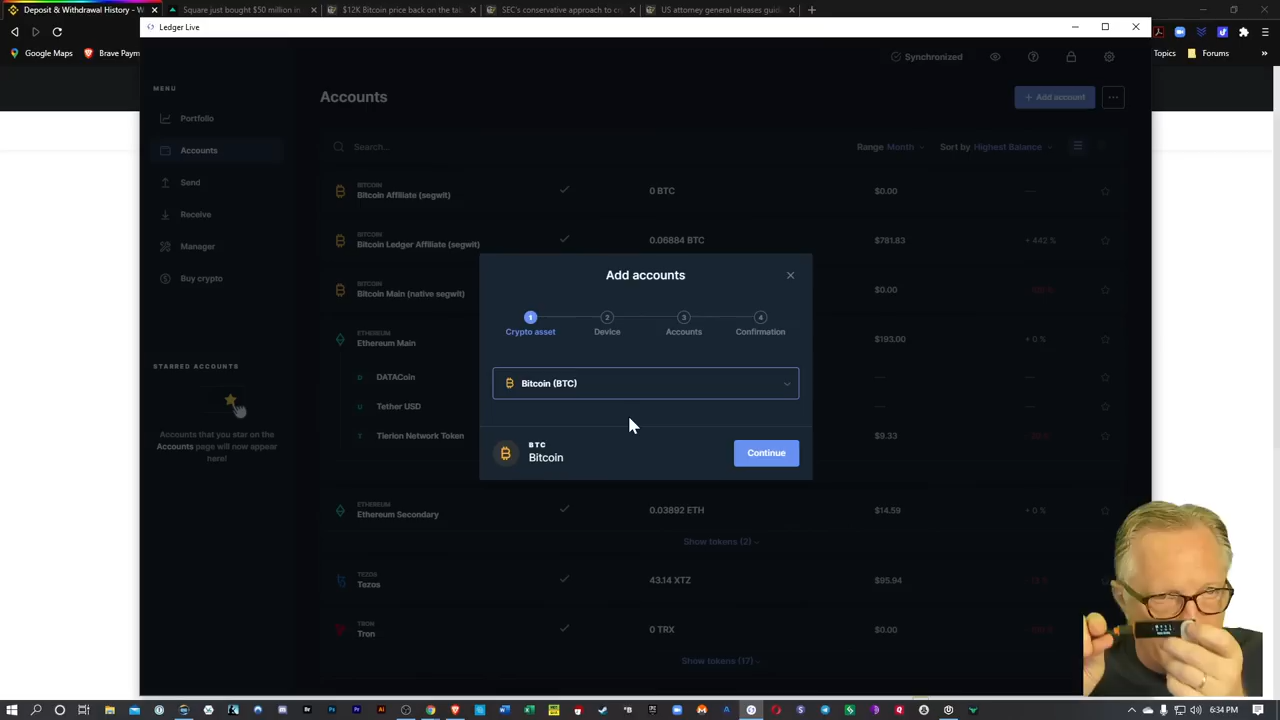 Deposit & Withdrawal History - W
Square just bought $50 million in
$12K Bitcoin price back on the tab
SEC's conservative approach to cr
US attorney general releases guid
Ledger Live
Google Maps
Brave Paym
Topics
Forums
Synchronized
MENU
Portfolio
Accounts
Send
Receive
Manager
Buy crypto
STARRED ACCOUNTS
Accounts that you star on the
Accounts page will now appear
here!
Accounts
+ Add account
Search...
Range Month
Sort by Highest Balance
BITCOIN
Bitcoin Affiliate (segwit)
0 BTC
$0.00
BITCOIN
Bitcoin Ledger Affiliate (segwit)
0.06884 BTC
$781.83
+ 442 %
BITCOIN
Bitcoin Main (native segwit)
$0.00
ETHEREUM
Ethereum Main
$193.00
+ 0 %
DATACoin
Tether USD
Tierion Network Token
$9.33
ETHEREUM
Ethereum Secondary
0.03892 ETH
$14.59
+ 0 %
Show tokens (2)
TEZOS
Tezos
43.14 XTZ
$95.94
TRON
Tron
0 TRX
$0.00
Show tokens (17)
Add accounts
1
2
3
4
Crypto asset
Device
Accounts
Confirmation
Bitcoin (BTC)
BTC
Bitcoin
Continue